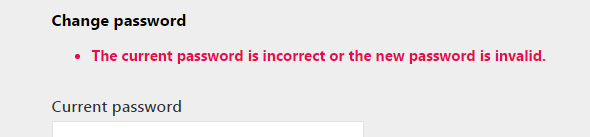 Change password
The current password is incorrect or the new password is invalid.
Current password